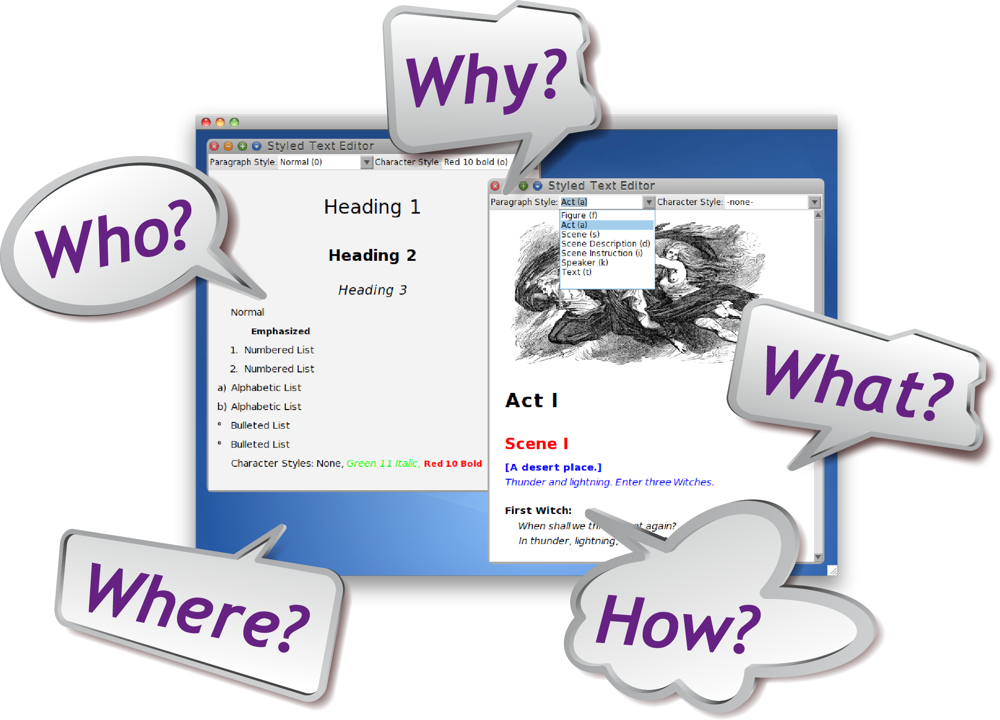 Why?
Who?
What?
Where?
How?
Styled Text Editor
Paragraph Style: Normal (0) Character Style: Red 10 bold (o)
Heading 1
Heading 2
Heading 3
Normal
Emphasized
1. Numbered List
2. Numbered List
a) Alphabetic List
b) Alphabetic List
Bulleted List
Bulleted List
Character Styles: None, Green 11 Italic, Red 10 Bold
Styled Text Editor
Paragraph Style: Act (a) Character Style: -none-
Figure (f)
Act (a)
Scene (s)
Scene Description (d)
Scene Instruction (i)
Speaker (k)
Text (t)
Act I
Scene I
[A desert place.]
Thunder and lightning. Enter three Witches.
First Witch:
When shall we again?
In thunder, lightning,